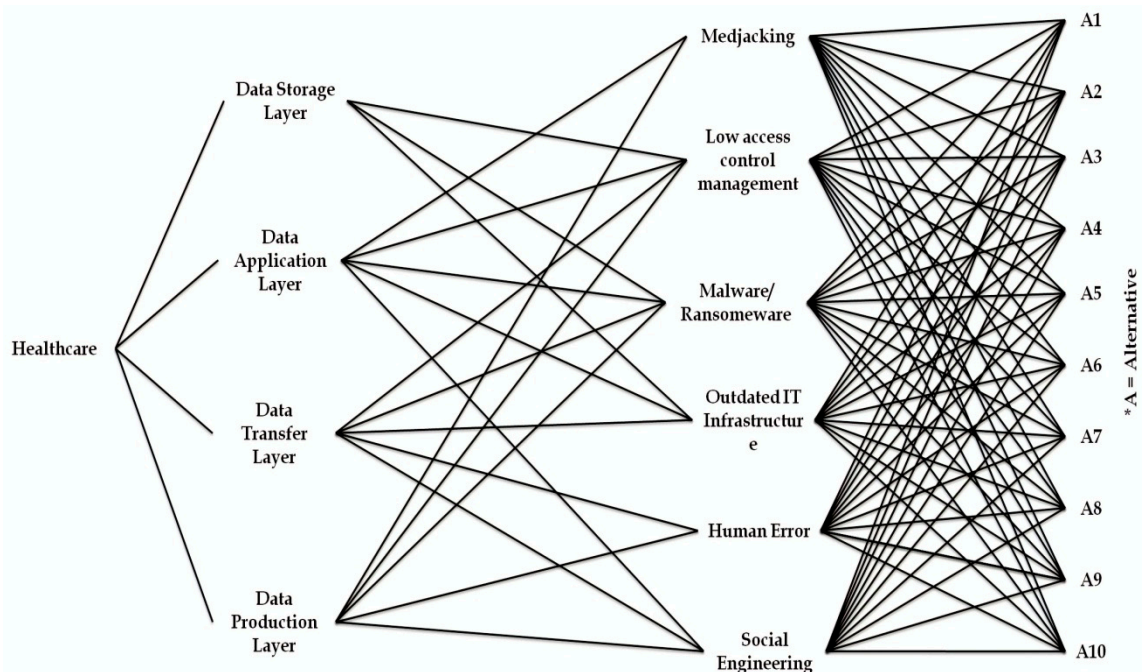 Healthcare
Data Storage
Layer
Data
Application
Layer
Data
Transfer
Layer
Data
Production
Layer
Medjacking
Low access
control
management
Malware/
Ransomeware
Outdated IT
Infrastructur
e
Human Error
Social
Engineering
A1
A2
A3
A4
A5
A6
A7
A8
A9
A10
* A = Alternative